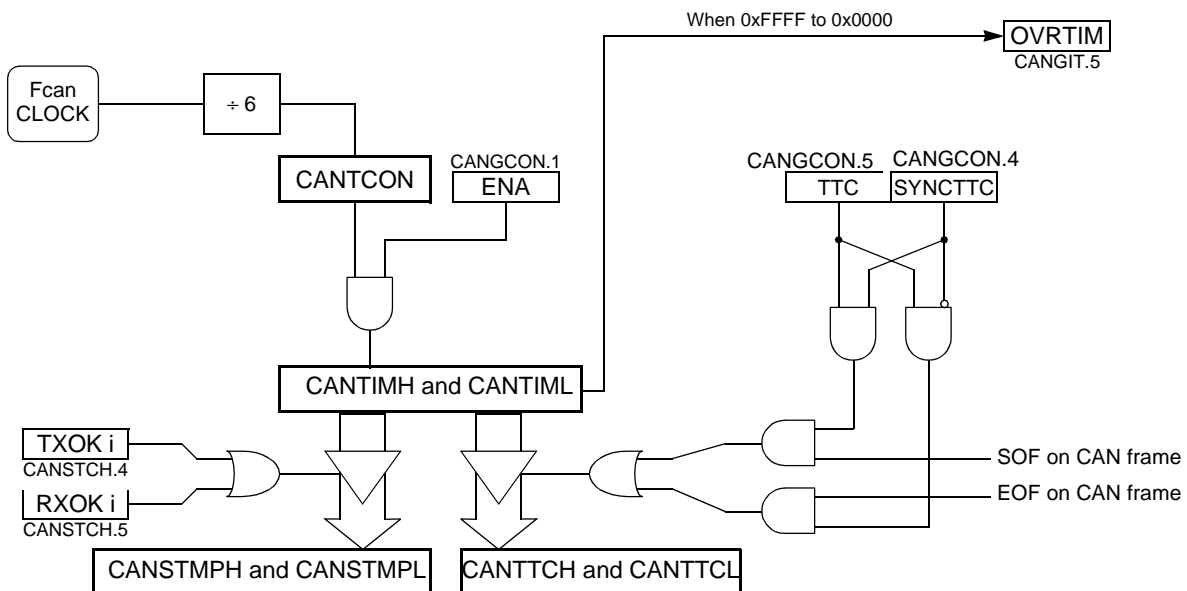 When 0xFFFF to 0x0000
OVRTIM
CANGIT.5
Fcan
CLOCK
÷ 6
CANTCON
CANGCON.1
ENA
CANGCON.5
CANGCON.4
TTC
SYNCTTC
CANTIMH and CANTIML
TXOK i
CANSTCH.4
RXOK i
CANSTCH.5
SOF on CAN frame
EOF on CAN frame
CANSTMPH and CANSTMPL
CANTTCH and CANTTCL